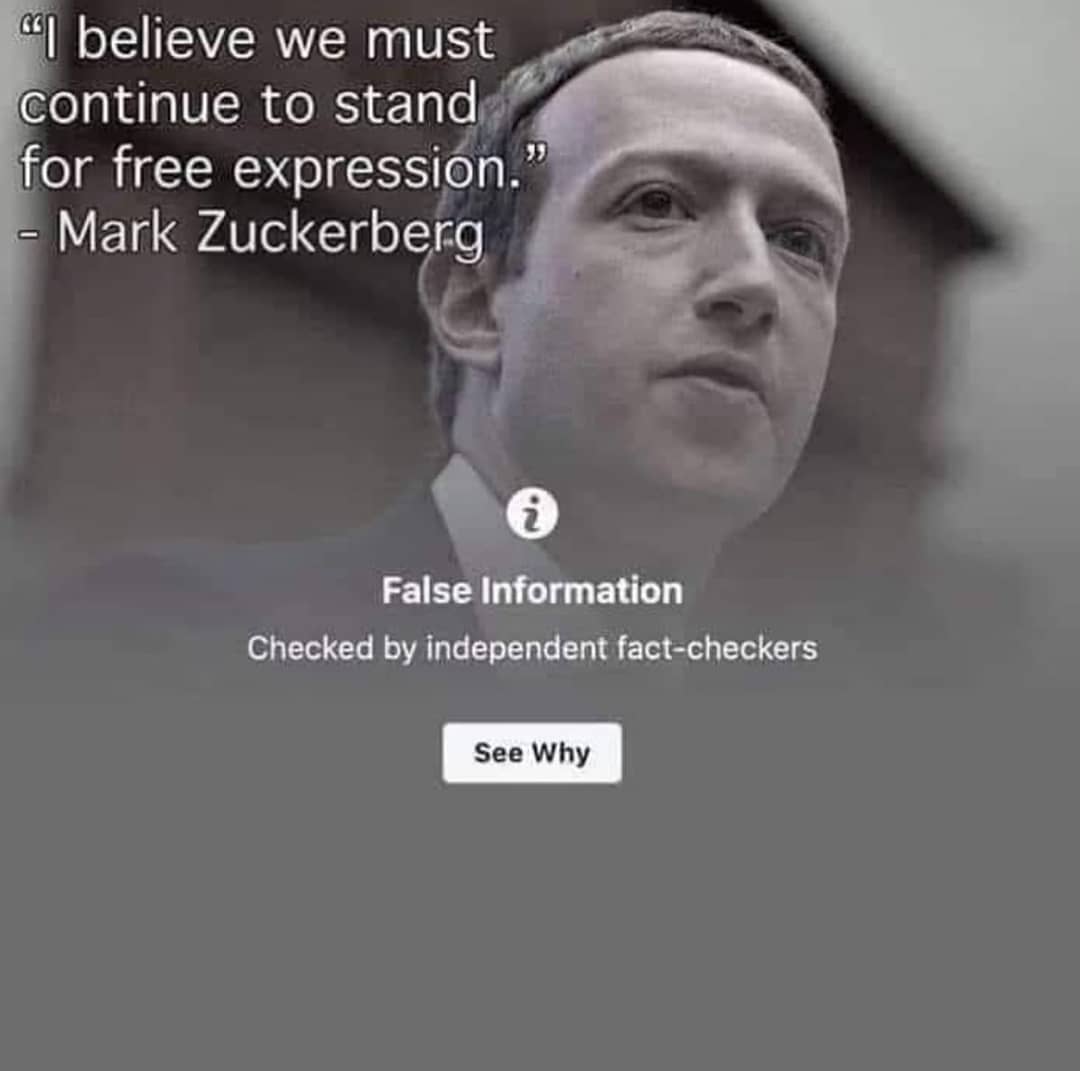 “I believe we must
continue to stand
for free expression.”
- Mark Zuckerberg
i
False Information
Checked by independent fact-checkers
See Why